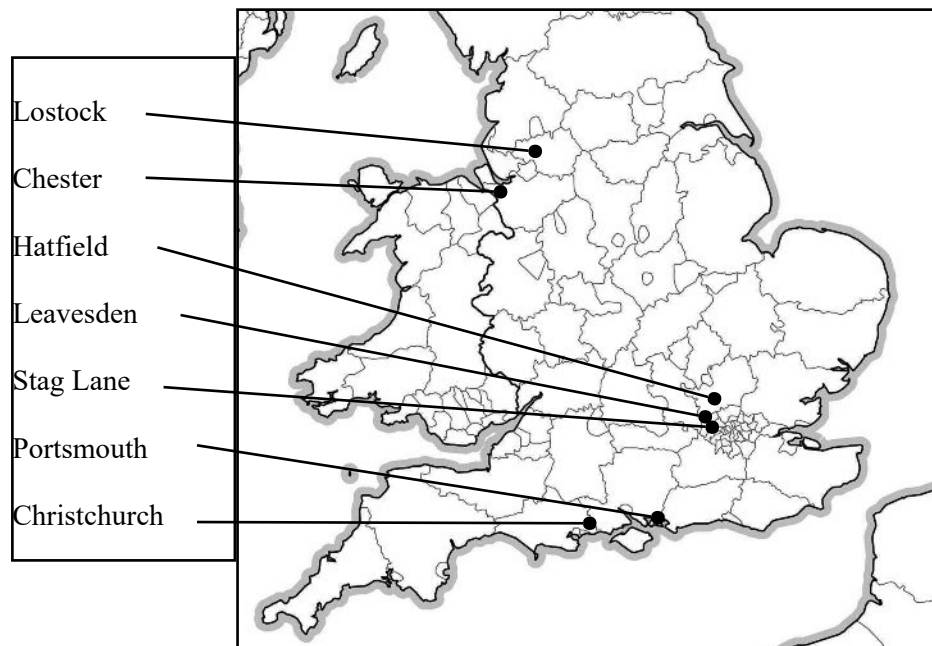 Lostock
Chester
Hatfield
Leavesden
Stag Lane
Portsmouth
Christchurch